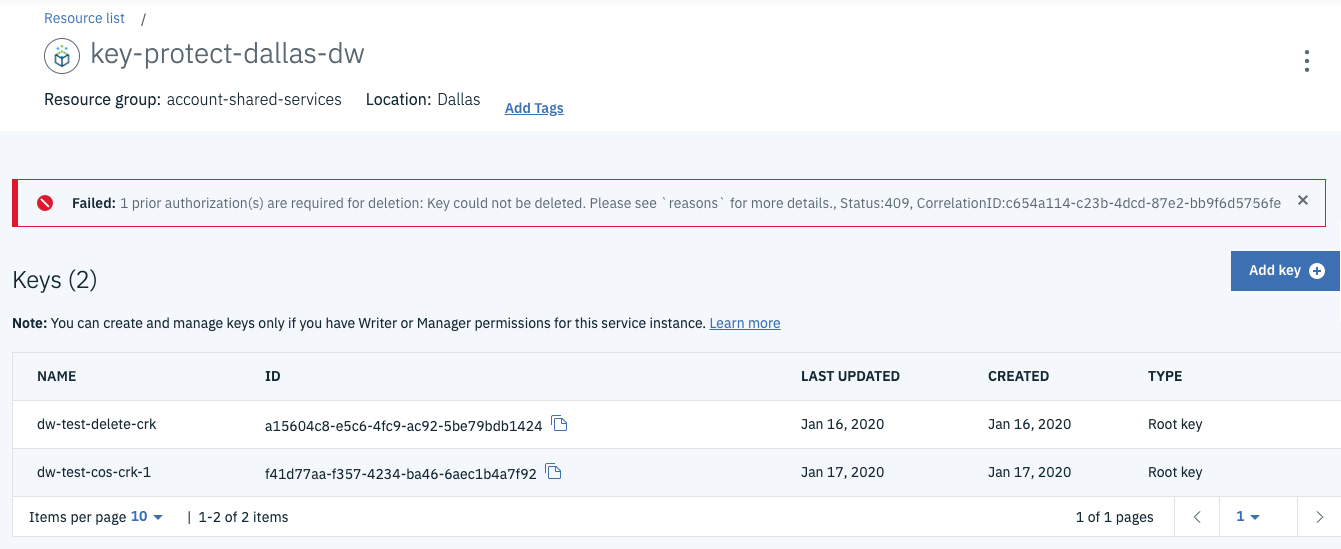 Resource list /
key-protect-dallas-dw
Resource group: account-shared-services Location: Dallas Add Tags
Failed: 1 prior authorization(s) are required for deletion: Key could not be deleted. Please see `reasons` for more details., Status:409, CorrelationID:c654a114-c23b-4dcd-87e2-bb9f6d5756fe
Keys (2)
Add key
Note: You can create and manage keys only if you have Writer or Manager permissions for this service instance. Learn more
NAME ID LAST UPDATED CREATED TYPE
dw-test-delete-crk a15604c8-e5c6-4fc9-ac92-5be79bdb1424 Jan 16, 2020 Jan 16, 2020 Root key
dw-test-cos-crk-1 f41d77aa-f357-4234-ba46-6aec1b4a7f92 Jan 17, 2020 Jan 17, 2020 Root key
Items per page 10 | 1-2 of 2 items 1 of 1 pages 1